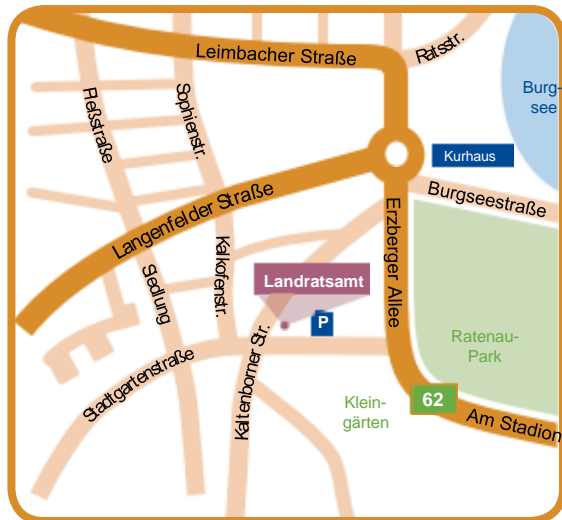 Ratsstr.
Leimbacher Straße
Burg-
see
Fleßstraße
Sophienstr.
Kurhaus
Langenfelder Straße
Burgseestraße
Erzberger Allee
Kalkofenstr.
Siedlung
Landratsamt
P
Kaltenborner Str.
Stadtgartenstraße
Ratenau-
Park
62
Klein-
gärten
Am Stadion